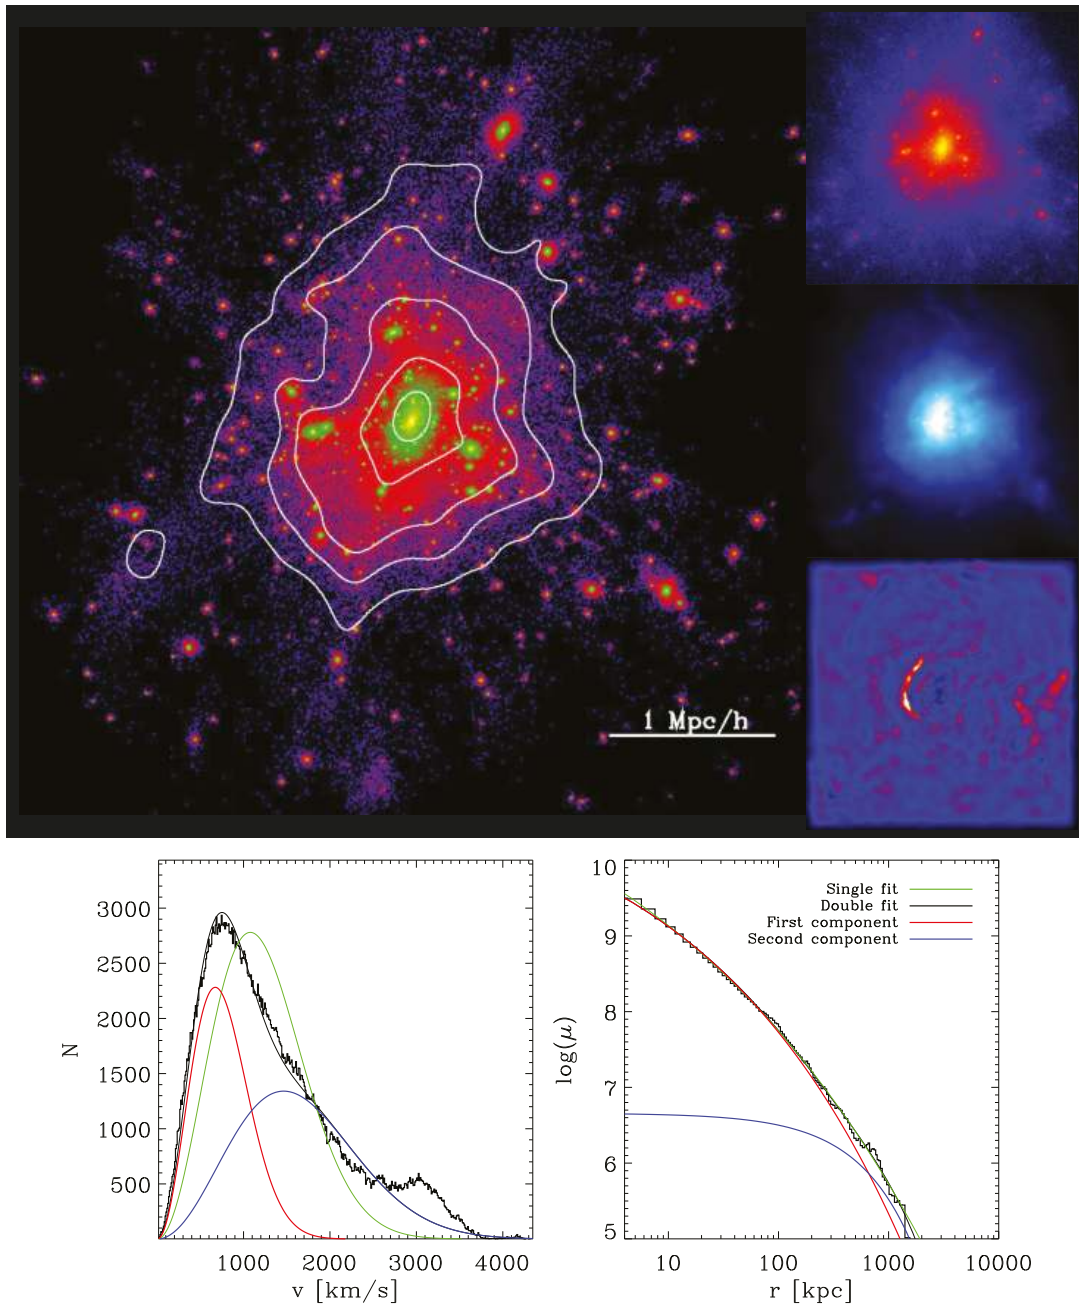 1 Mpc/h
3000
2500
2000
1500
1000
500
N
1000 2000 3000 4000
v [km/s]
10
9
8
7
6
5
log(μ)
Single fit
Double fit
First component
Second component
10 100 1000 10000
r [kpc]